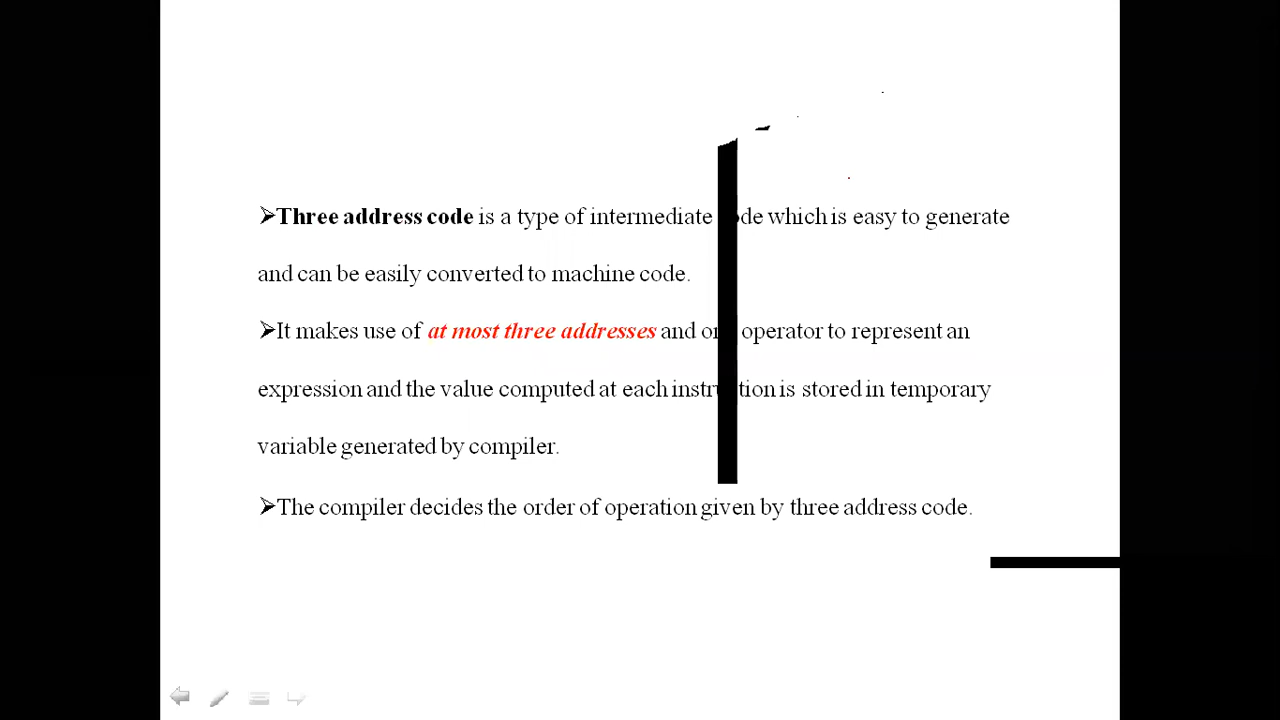 ➢Three address code is a type of intermediate code which is easy to generate
and can be easily converted to machine code.
➢It makes use of at most three addresses and one operator to represent an
expression and the value computed at each instruction is stored in temporary
variable generated by compiler.
➢The compiler decides the order of operation given by three address code.